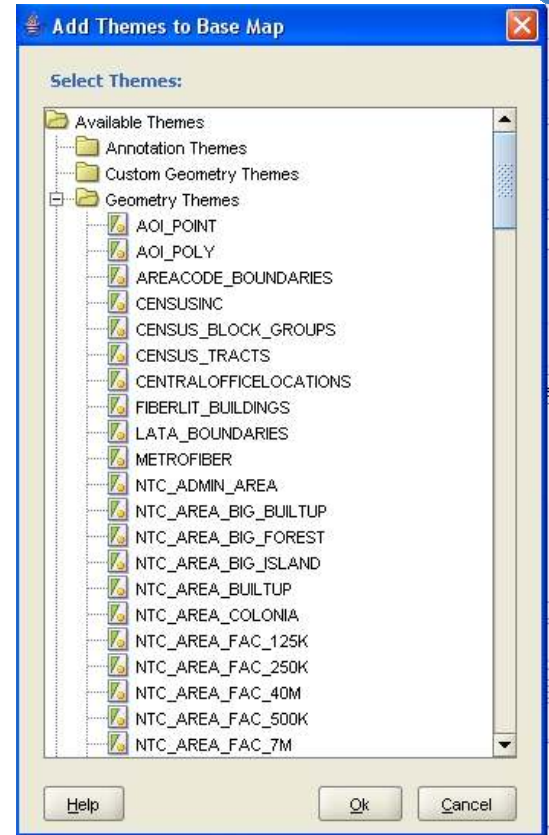 Add Themes to Base Map
Select Themes:
Available Themes
Annotation Themes
Custom Geometry Themes
Geometry Themes
AOI_POINT
AOI_POLY
AREACODE_BOUNDARIES
CENSUSINC
CENSUS_BLOCK_GROUPS
CENSUS_TRACTS
CENTRALOFFICELOCATIONS
FIBERLIT_BUILDINGS
LATA_BOUNDARIES
METROFIBER
NTC_ADMIN_AREA
NTC_AREA_BIG_BUILTUP
NTC_AREA_BIG_FOREST
NTC_AREA_BIG_ISLAND
NTC_AREA_BUILTUP
NTC_AREA_COLONIA
NTC_AREA_FAC_125K
NTC_AREA_FAC_250K
NTC_AREA_FAC_40M
NTC_AREA_FAC_500K
NTC_AREA_FAC_7M
Help Ok Cancel